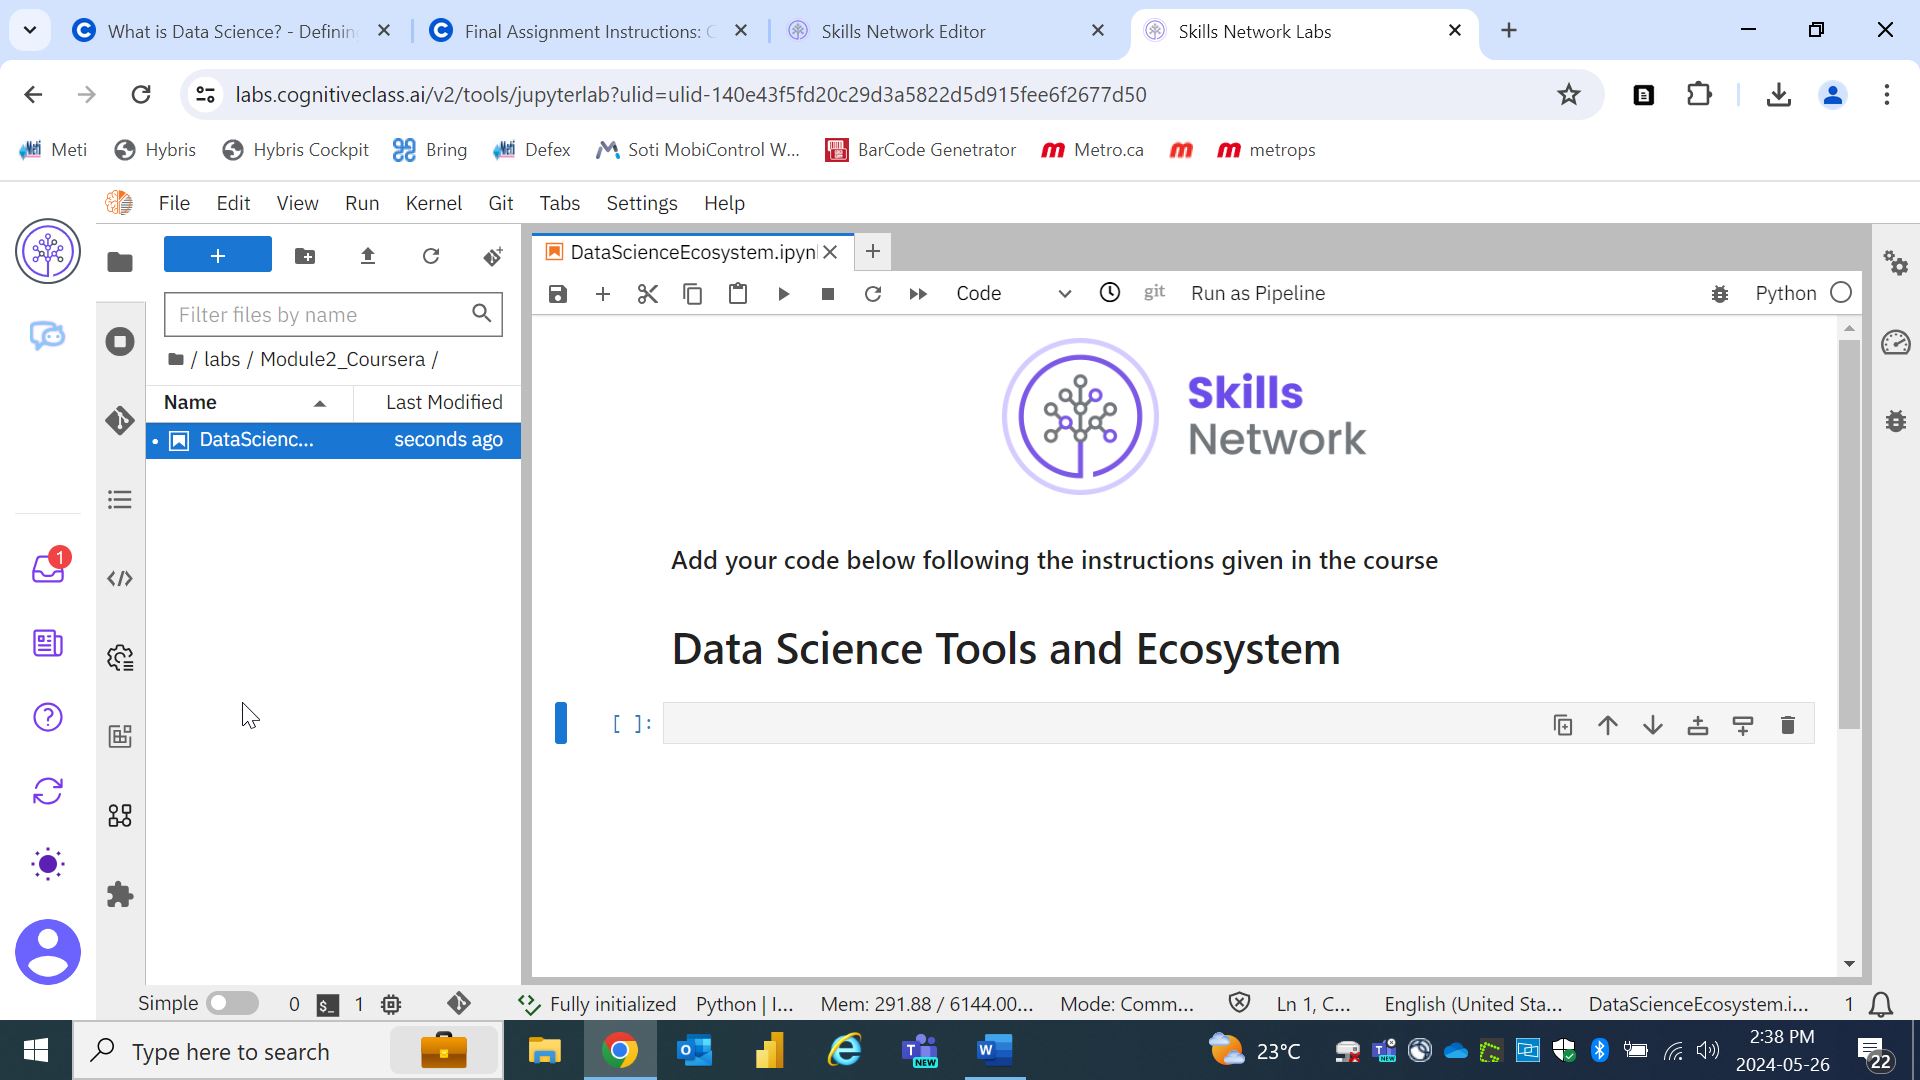 What is Data Science? - Defining
Final Assignment Instructions: C
Skills Network Editor
Skills Network Labs
labs.cognitiveclass.ai/v2/tools/jupyterlab?ulid=ulid-140e43f5fd20c29d3a5822d5d915fee6f2677d50
Meti
Hybris
Hybris Cockpit
Bring
Defex
Soti MobiControl W...
BarCode Genetrator
Metro.ca
metrops
File Edit View Run Kernel Git Tabs Settings Help
DataScienceEcosystem.ipyn
Code
git
Run as Pipeline
Python
Filter files by name
/ labs / Module2_Coursera /
Name
Last Modified
DataScienc...
seconds ago
Skills
Network
Add your code below following the instructions given in the course
Data Science Tools and Ecosystem
[ ]:
1
Simple
0
1
Fully initialized
Python | I...
Mem: 291.88 / 6144.00...
Mode: Comm...
Ln 1, C...
English (United Sta...
DataScienceEcosystem.i...
1
Type here to search
NEW
23°C
2:38 PM
2024-05-26
22